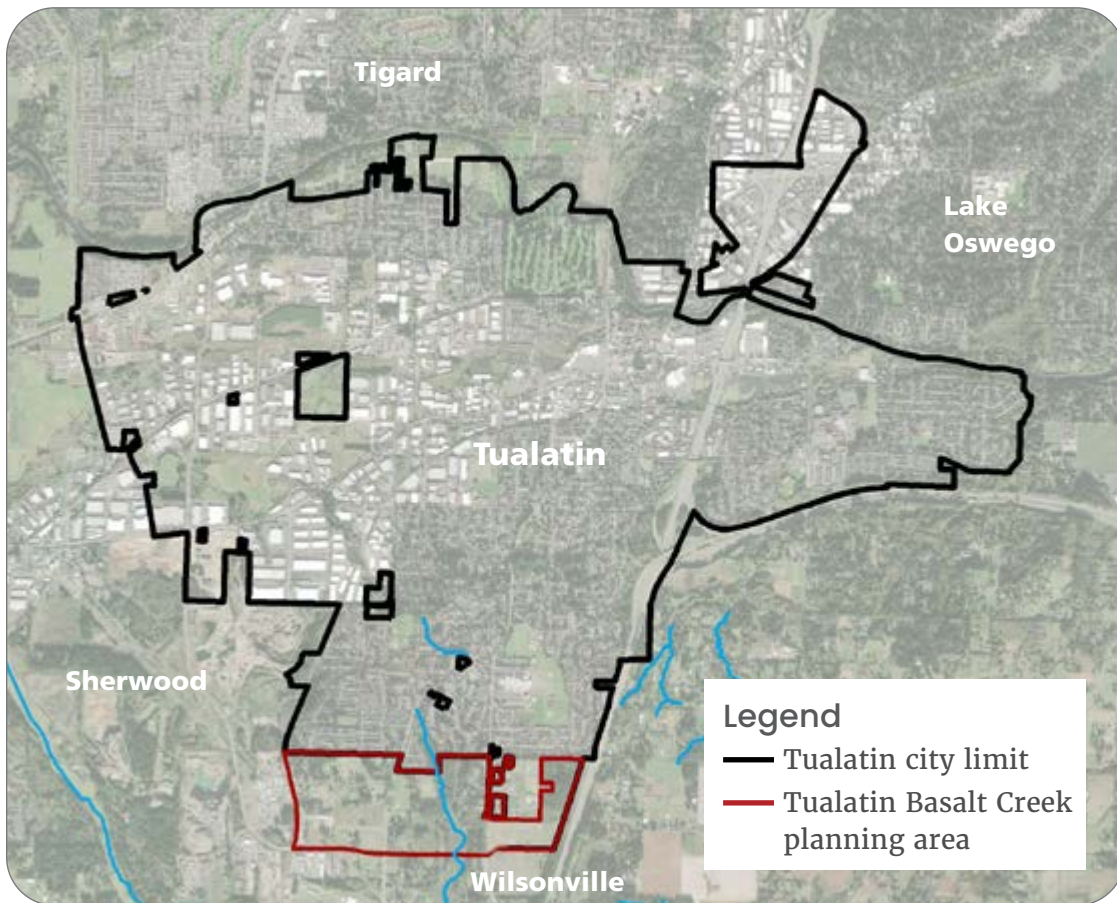 Tigard
Lake
Oswego
Tualatin
Sherwood
Wilsonville
Legend
Tualatin city limit
Tualatin Basalt Creek
planning area